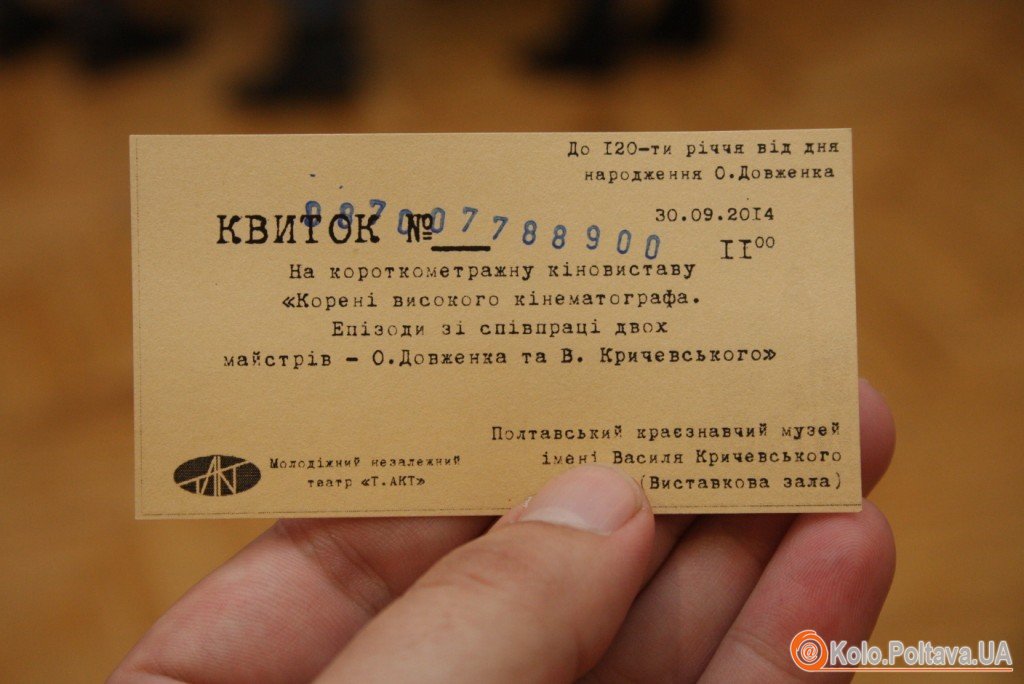 До 120-ти річчя від дня
народження О.Довженка
30.09.2014
КВИТОК №
788900
11⁰⁰
На короткометражну кіновиставу
«Корені високого кінематографа.
Епізоди зі співпраці двох
майстрів - О.Довженка та В. Кричевського»
Полтавський краєзнавчий музей
імені Василя Кричевського
(Виставкова зала)
ТАКТ
Молодіжний незалежний
театр «Т.АКТ»
Kolo.Poltava.UA